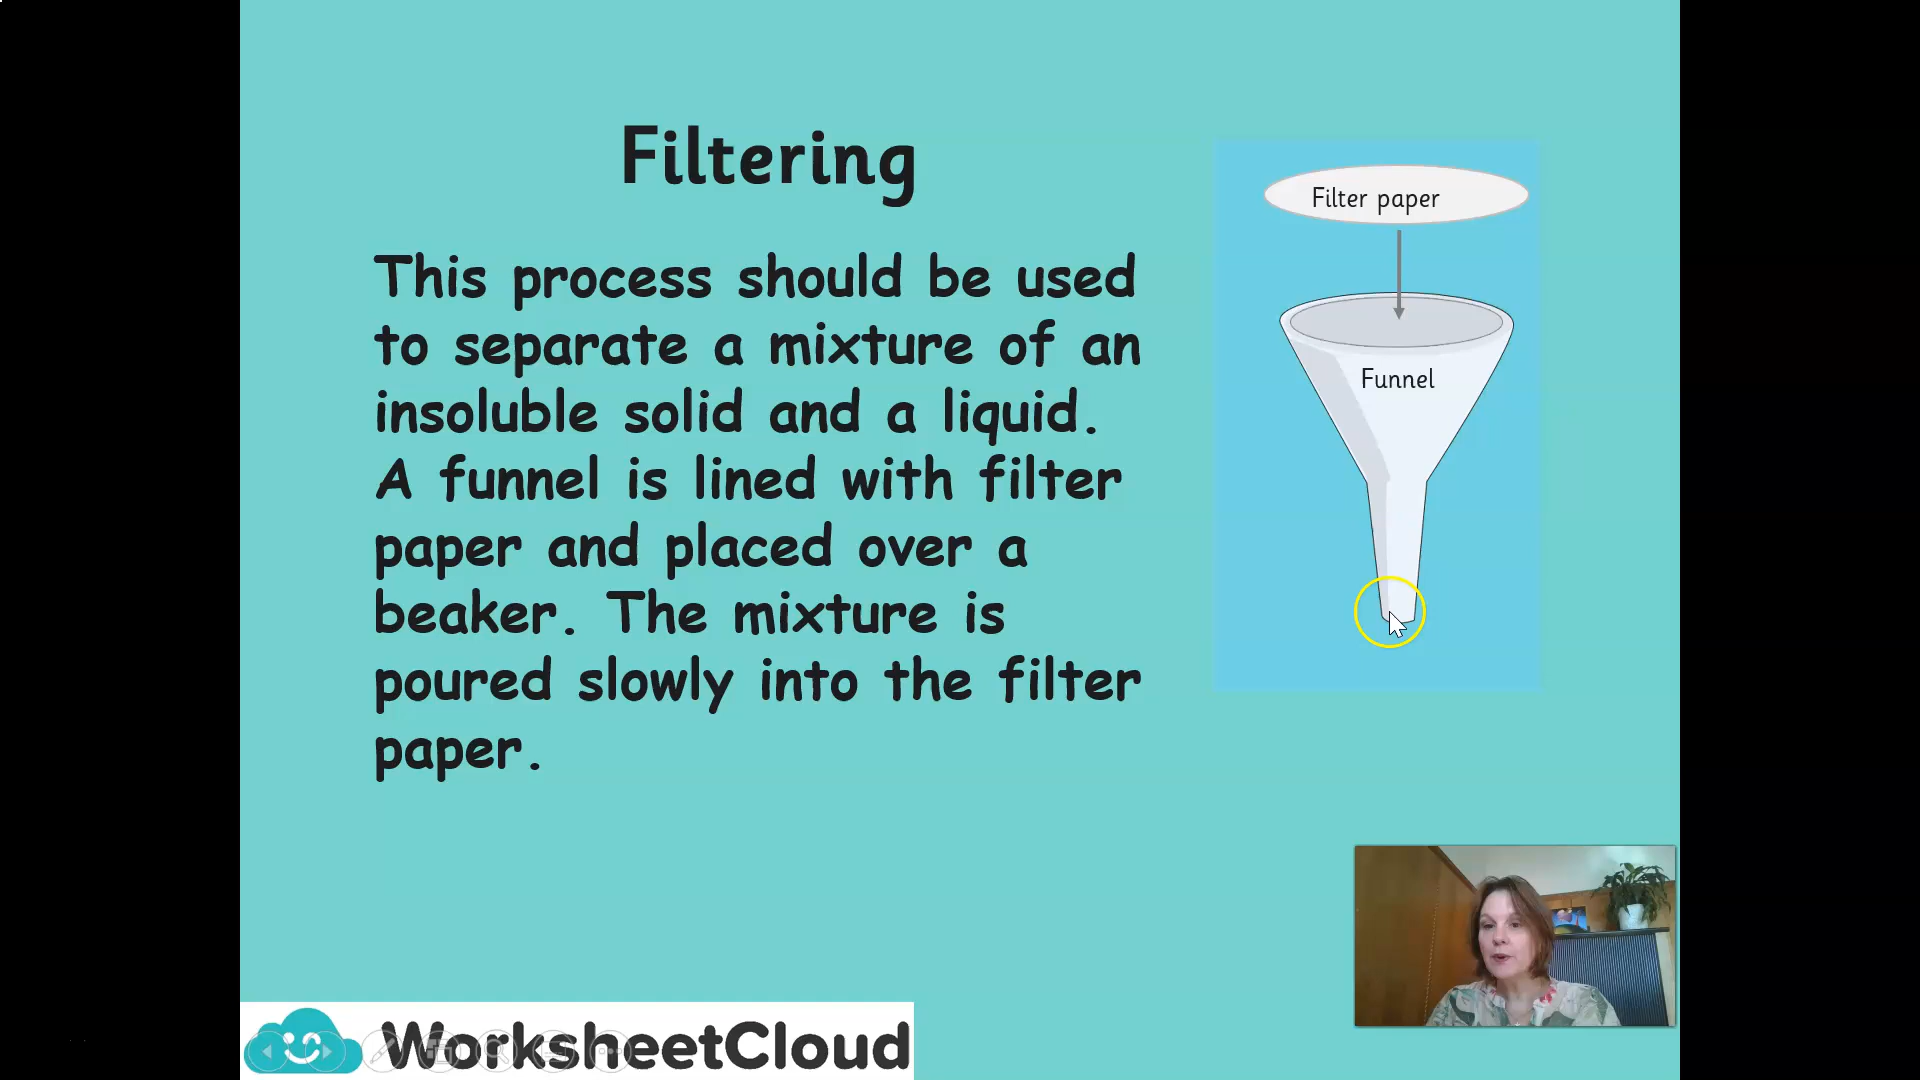 Filtering
This process should be used
to separate a mixture of an
insoluble solid and a liquid.
A funnel is lined with filter
paper and placed over a
beaker. The mixture is
poured slowly into the filter
paper.
Filter paper
Funnel
WorksheetCloud